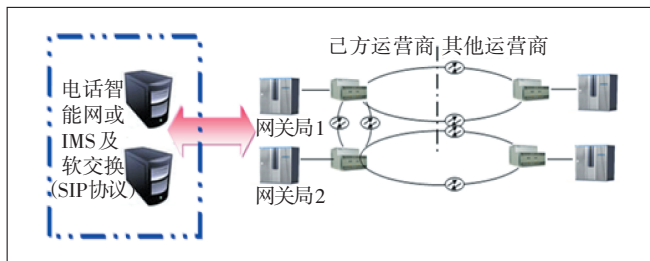 己方运营商 其他运营商
电话智
能网或
IMS及
软交换
(SIP协议)
网关局1
网关局2